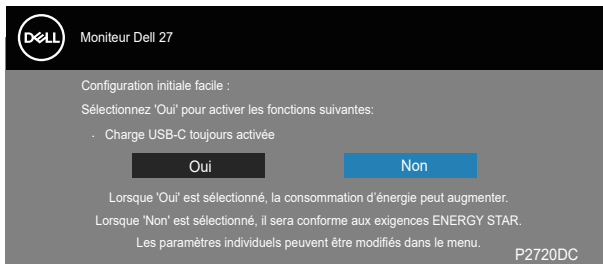 DELL
Moniteur Dell 27
Configuration initiale facile :
Sélectionnez 'Oui' pour activer les fonctions suivantes:
· Charge USB-C toujours activée
Oui Non
Lorsque 'Oui' est sélectionné, la consommation d’énergie peut augmenter.
Lorsque 'Non' est sélectionné, il sera conforme aux exigences ENERGY STAR.
Les paramètres individuels peuvent être modifiés dans le menu.
P2720DC